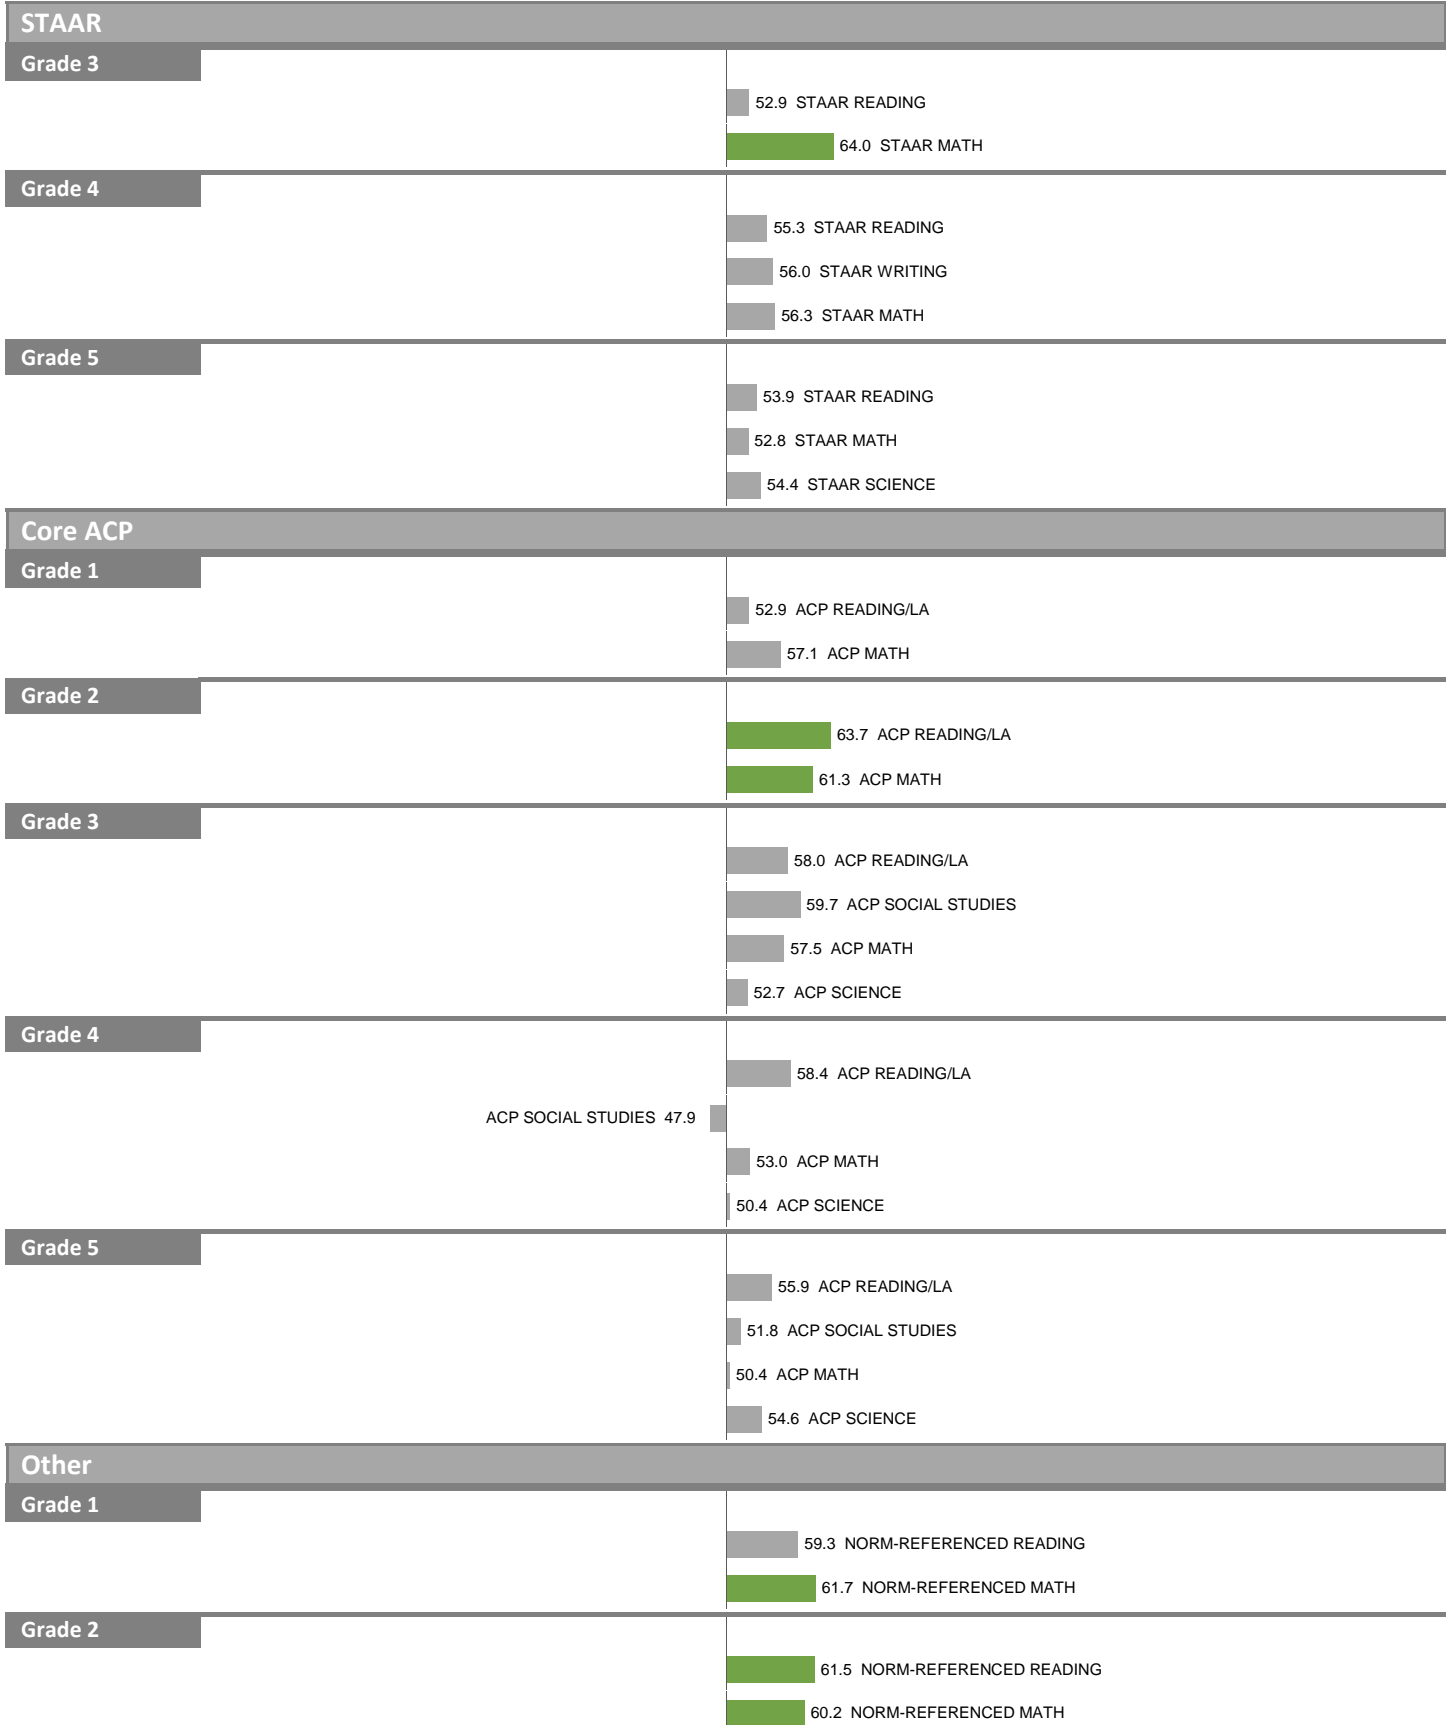 STAAR
Grade 3
52.9 STAAR READING
64.0 STAAR MATH
Grade 4
55.3 STAAR READING
56.0 STAAR WRITING
56.3 STAAR MATH
Grade 5
53.9 STAAR READING
52.8 STAAR MATH
54.4 STAAR SCIENCE
Core ACP
Grade 1
52.9 ACP READING/LA
57.1 ACP MATH
Grade 2
63.7 ACP READING/LA
61.3 ACP MATH
Grade 3
58.0 ACP READING/LA
59.7 ACP SOCIAL STUDIES
57.5 ACP MATH
52.7 ACP SCIENCE
Grade 4
58.4 ACP READING/LA
ACP SOCIAL STUDIES 47.9
53.0 ACP MATH
50.4 ACP SCIENCE
Grade 5
55.9 ACP READING/LA
51.8 ACP SOCIAL STUDIES
50.4 ACP MATH
54.6 ACP SCIENCE
Other
Grade 1
59.3 NORM-REFERENCED READING
61.7 NORM-REFERENCED MATH
Grade 2
61.5 NORM-REFERENCED READING
60.2 NORM-REFERENCED MATH